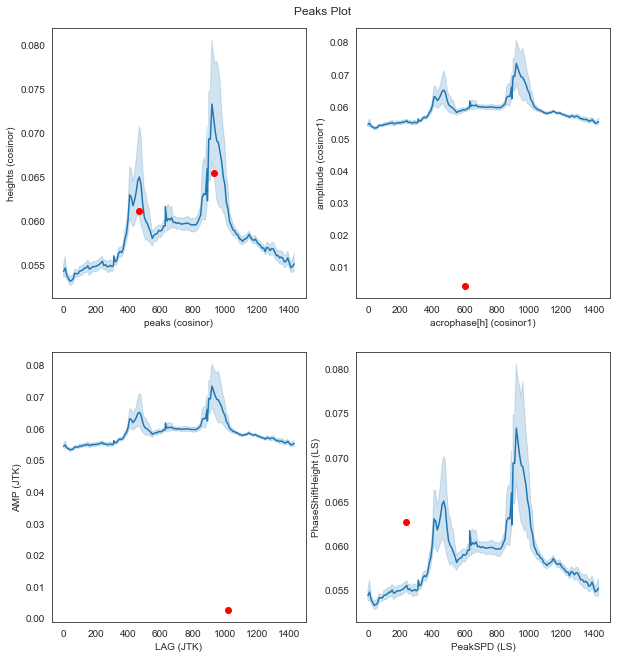 Peaks Plot
heights (cosinor)
0.080
0.075
0.070
0.065
0.060
0.055
0 200 400 600 800 1000 1200 1400
peaks (cosinor)
amplitude (cosinor1)
0.08
0.07
0.06
0.05
0.04
0.03
0.02
0.01
0 200 400 600 800 1000 1200 1400
acrophase[h] (cosinor1)
AMP (JTK)
0.08
0.07
0.06
0.05
0.04
0.03
0.02
0.01
0.00
0 200 400 600 800 1000 1200 1400
LAG (JTK)
PhaseShiftHeight (LS)
0.080
0.075
0.070
0.065
0.060
0.055
0 200 400 600 800 1000 1200 1400
PeakSPD (LS)